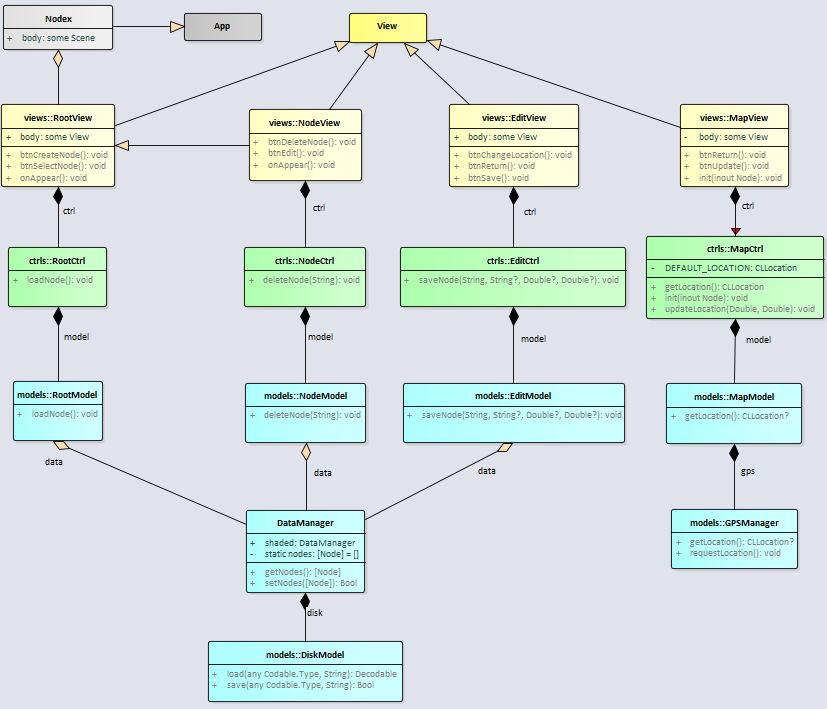 Nodex
+ body: some Scene
App
View
views::RootView
+ body: some View
+ btnCreateNode(): void
+ btnSelectNode(): void
+ onAppear(): void
views::NodeView
+ btnDeleteNode(): void
+ btnEdit(): void
+ onAppear(): void
views::EditView
+ body: some View
+ btnChangeLocation(): void
+ btnReturn(): void
+ btnSave(): void
views::MapView
- body: some View
+ btnReturn(): void
+ btnUpdate(): void
+ init(inout Node): void
ctrl
ctrl
ctrl
ctrl
ctrls::RootCtrl
+ loadNode(): void
ctrls::NodeCtrl
+ deleteNode(String): void
ctrls::EditCtrl
+ saveNode(String, String?, Double?, Double?): void
ctrls::MapCtrl
- DEFAULT_LOCATION: CLLocation
+ getLocation(): CLLocation
+ init(inout Node): void
+ updateLocation(Double, Double): void
model
model
model
model
models::RootModel
+ loadNode(): void
models::NodeModel
+ deleteNode(String): void
models::EditModel
+ saveNode(String, String?, Double?, Double?): void
models::MapModel
+ getLocation(): CLLocation?
data
data
data
gps
DataManager
+ shaded: DataManager
- static nodes: [Node] = []
+ getNodes(): [Node]
+ setNodes([Node]): Bool
models::GPSManager
+ getLocation(): CLLocation?
+ requestLocation(): void
disk
models::DiskModel
+ load(any Codable.Type, String): Decodable
+ save(any Codable.Type, String): Bool